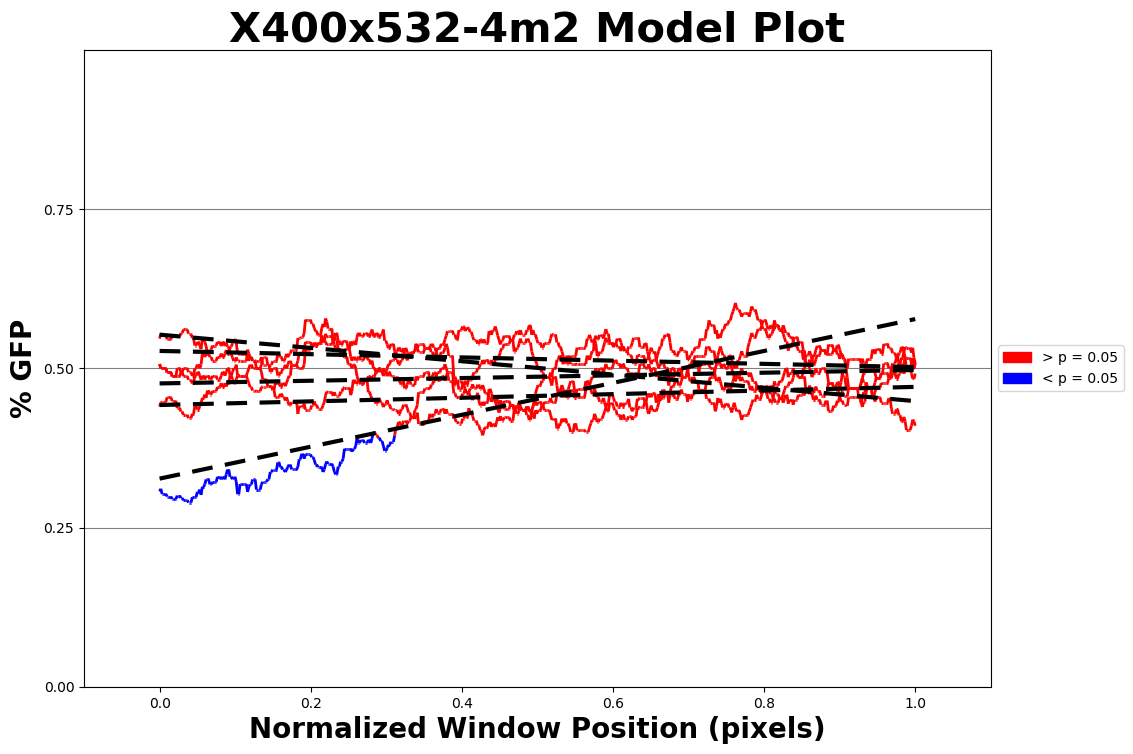 X400x532-4m2 Model Plot
% GFP
0.75
0.50
0.25
0.00
0.0 0.2 0.4 0.6 0.8 1.0
Normalized Window Position (pixels)
> p = 0.05
< p = 0.05